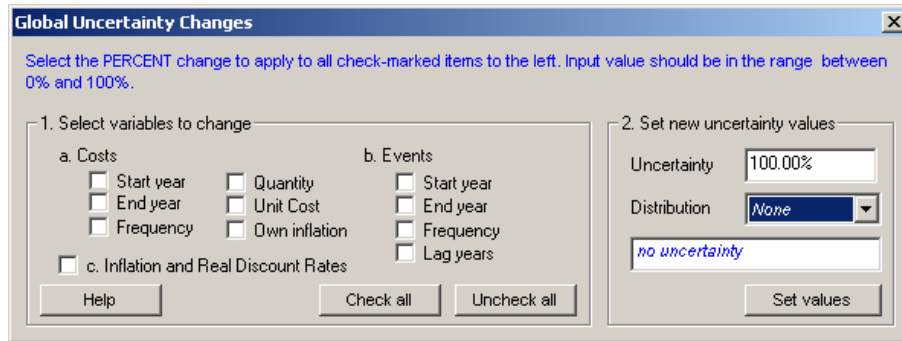 Global Uncertainty Changes
Select the PERCENT change to apply to all check-marked items to the left. Input value should be in the range between
0% and 100%.
1. Select variables to change
a. Costs
Start year
End year
Frequency
Quantity
Unit Cost
Own inflation
b. Events
Start year
End year
Frequency
Lag years
c. Inflation and Real Discount Rates
Help
Check all
Uncheck all
2. Set new uncertainty values
Uncertainty
100.00%
Distribution
None
no uncertainty
Set values